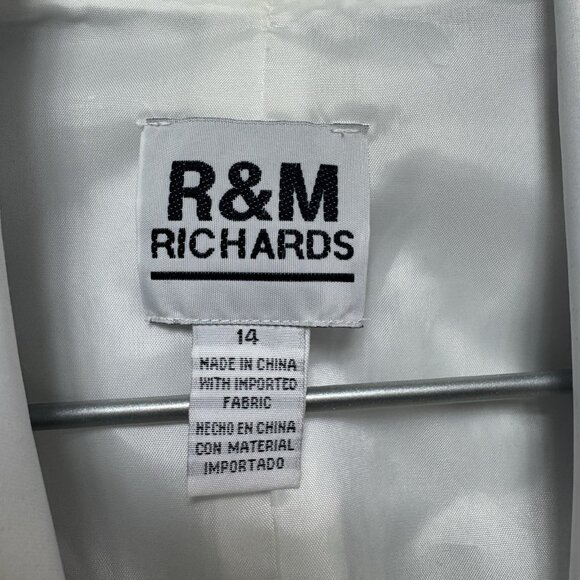 R&M
RICHARDS
14
MADE IN CHINA
WITH IMPORTED
FABRIC
HECHO EN CHINA
CON MATERIAL
IMPORTADO